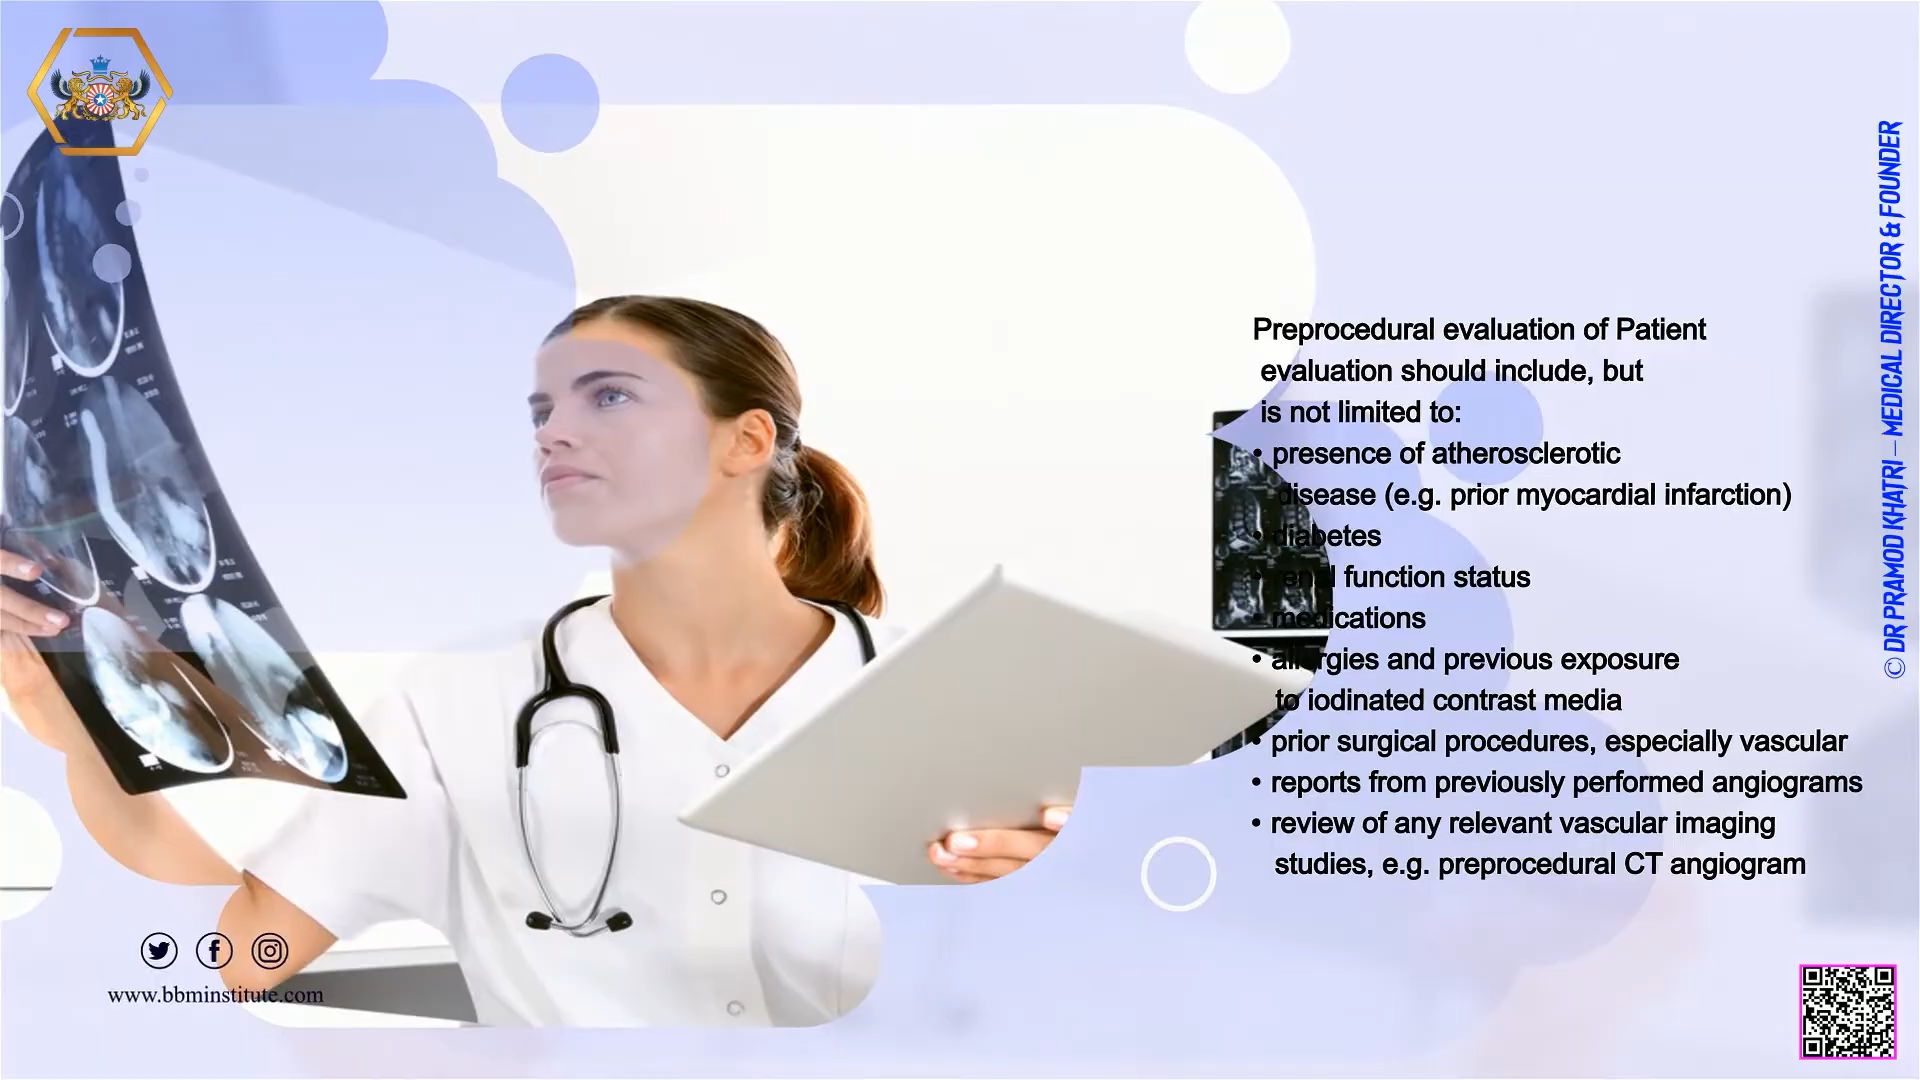 Preprocedural evaluation of Patient
evaluation should include, but
is not limited to:
• presence of atherosclerotic
disease (e.g. prior myocardial infarction)
• diabetes
• renal function status
• medications
• allergies and previous exposure
to iodinated contrast media
• prior surgical procedures, especially vascular
• reports from previously performed angiograms
• review of any relevant vascular imaging
studies, e.g. preprocedural CT angiogram
© DR PRAMOD KHATRI – MEDICAL DIRECTOR & FOUNDER
www.bbminstitute.com